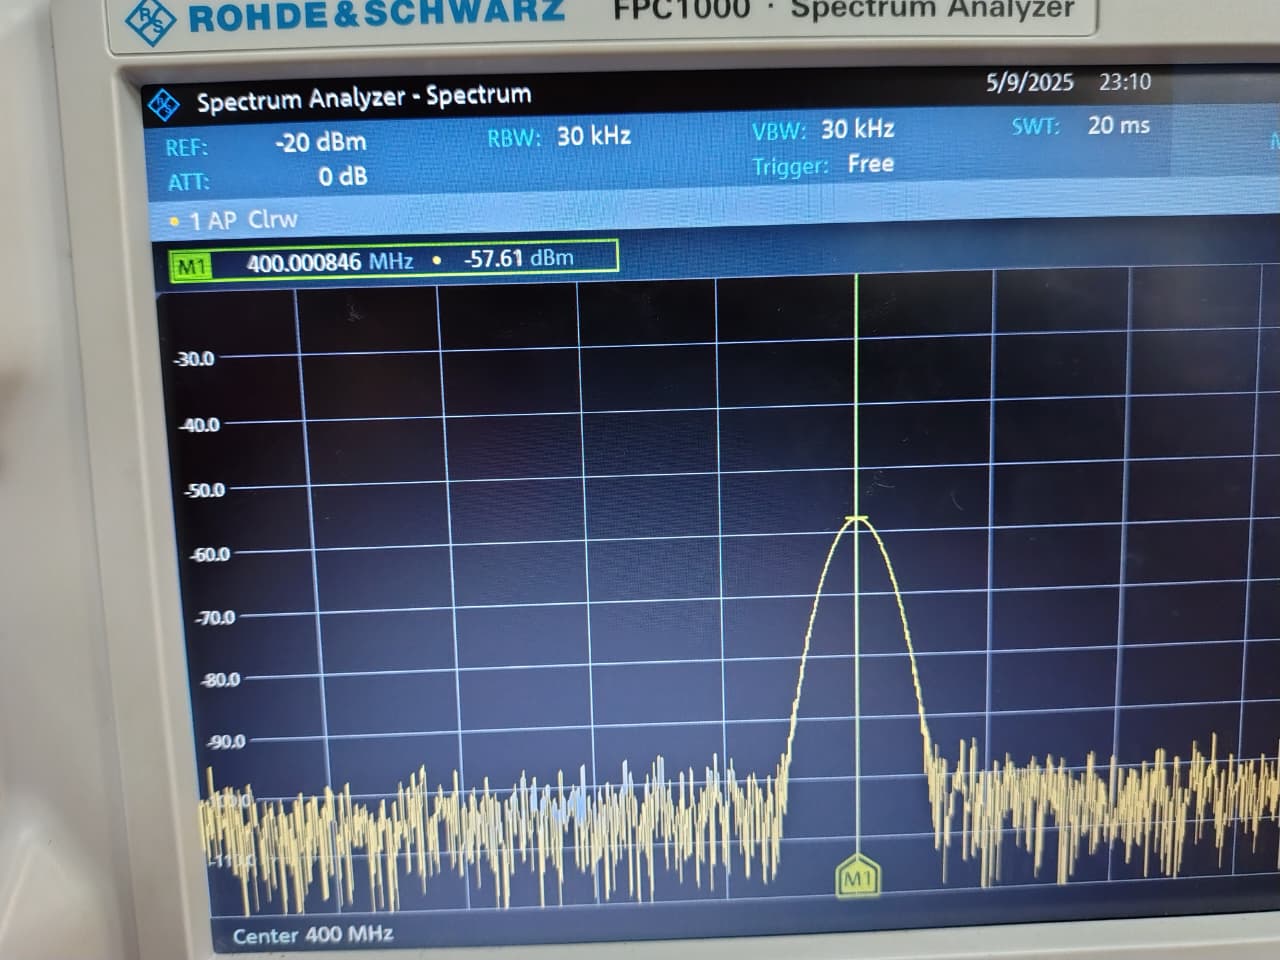 ROHDE&SCHWARZ FPC1000 · Spectrum Analyzer
Spectrum Analyzer - Spectrum 5/9/2025 23:10
REF: -20 dBm RBW: 30 kHz VBW: 30 kHz SWT: 20 ms
ATT: 0 dB Trigger: Free
• 1 AP Clrw
M1 400.000846 MHz • -57.61 dBm
-30.0
-40.0
-50.0
-60.0
-70.0
-80.0
-90.0
-100.0
-110.0
M1
Center 400 MHz